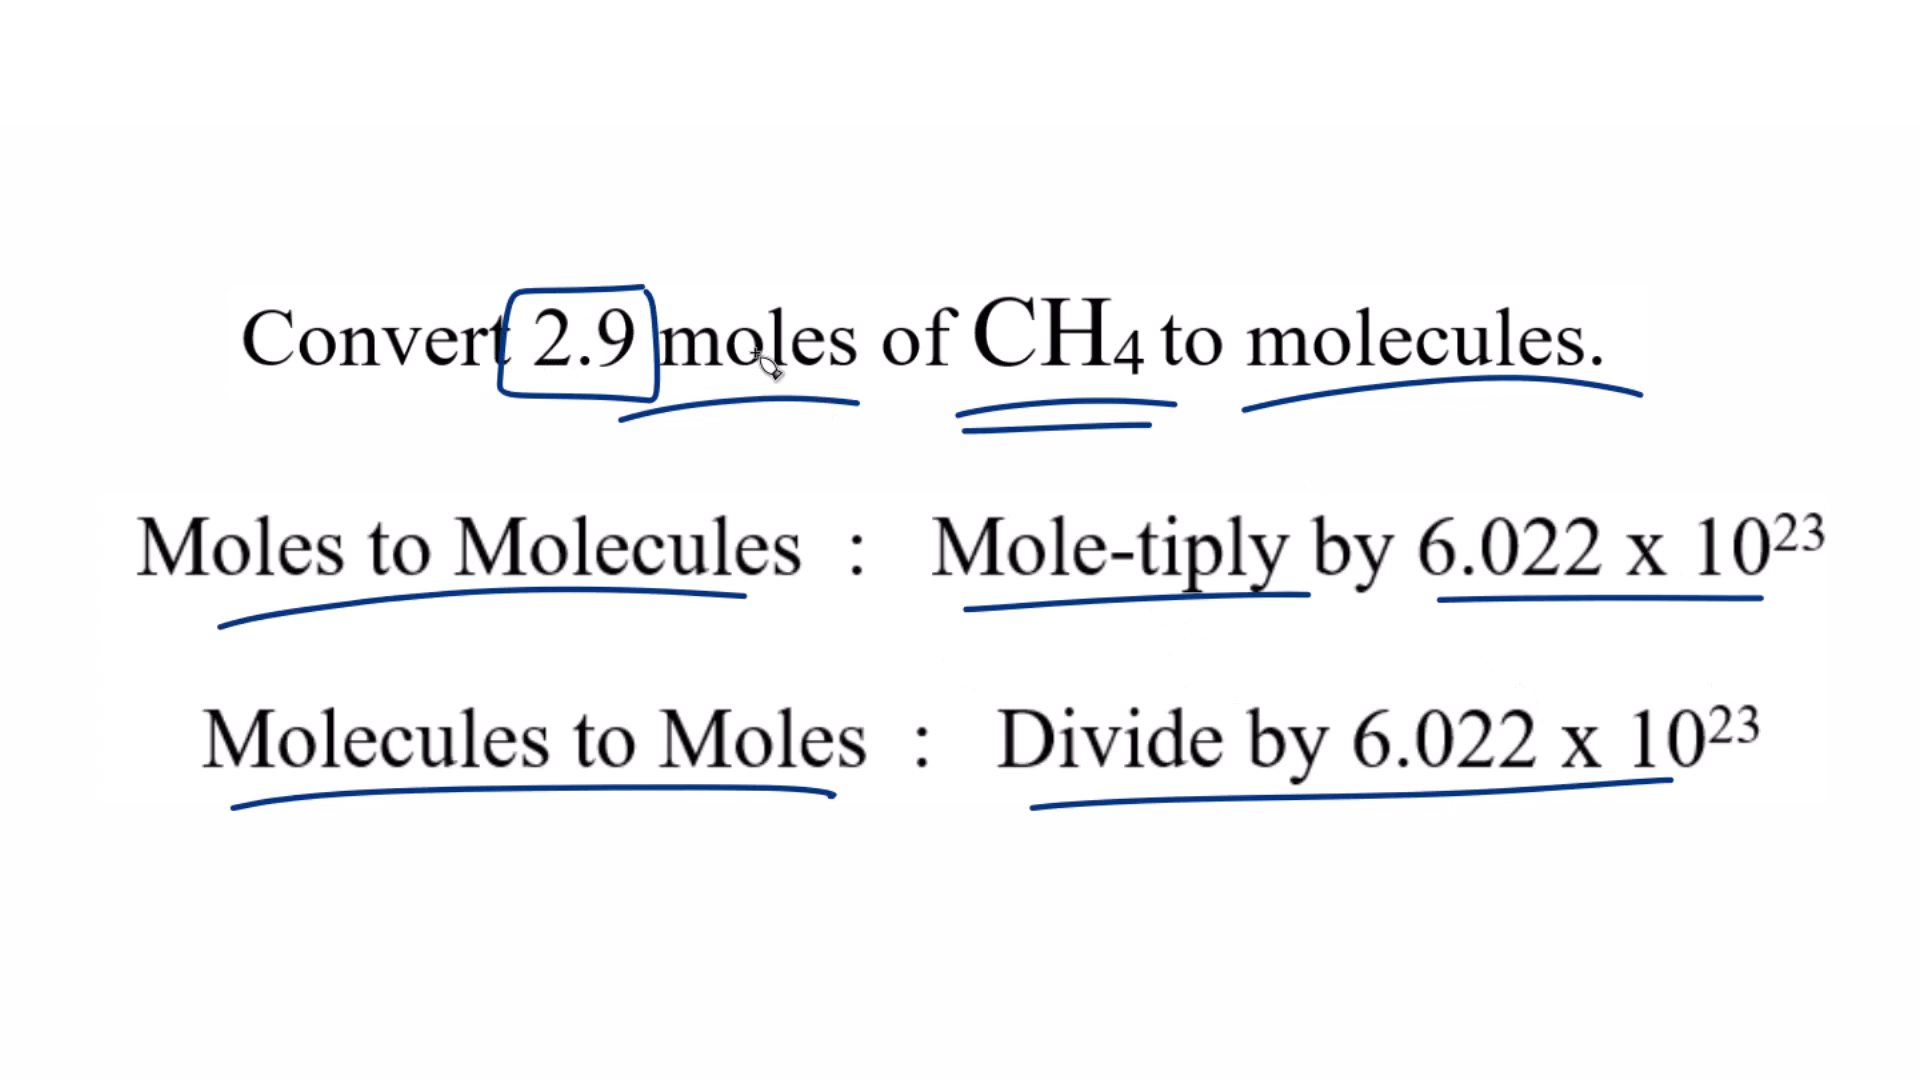 Convert 2.9 moles of CH₄ to molecules.
Moles to Molecules : Mole-tiply by 6.022 x 10²³
Molecules to Moles : Divide by 6.022 x 10²³